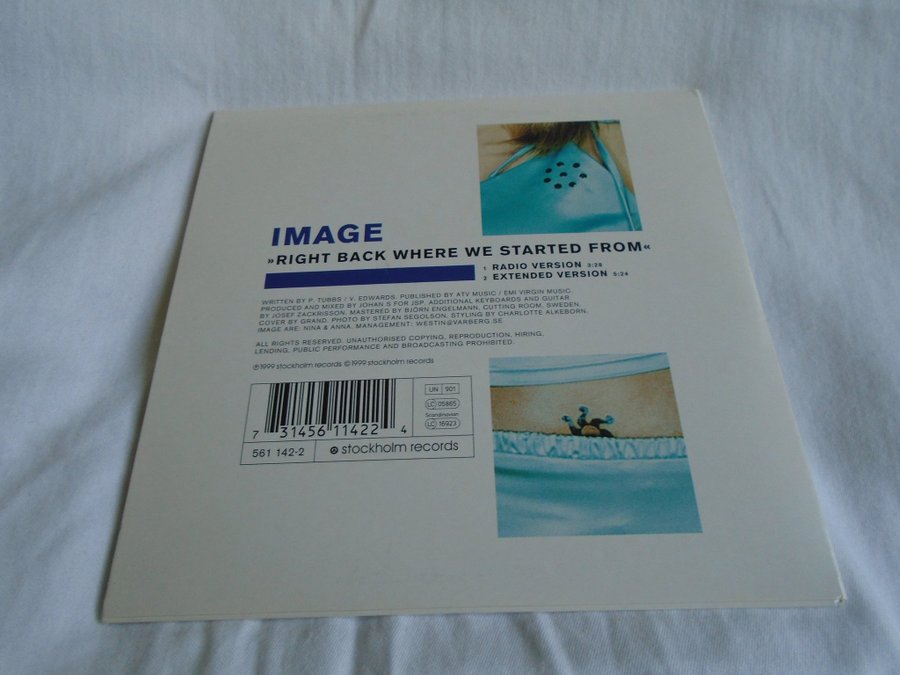 IMAGE
»RIGHT BACK WHERE WE STARTED FROM«
1 RADIO VERSION 3:28
2 EXTENDED VERSION 5:24
WRITTEN BY P. TUBBS / V. EDWARDS. PUBLISHED BY ATV MUSIC / EMI VIRGIN MUSIC.
PRODUCED AND MIXED BY JOHAN S FOR JSP. ADDITIONAL KEYBOARDS AND GUITAR
BY JOSEF ZACKRISSON. MASTERED BY BJÖRN ENGELMANN, CUTTING ROOM, SWEDEN.
COVER BY GRAND. PHOTO BY STEFAN SEGOLSON, STYLING BY CHARLOTTE ALKEBORN.
IMAGE ARE: NINA & ANNA. MANAGEMENT: WESTIN@VARBERG.SE
ALL RIGHTS RESERVED. UNAUTHORISED COPYING, REPRODUCTION, HIRING,
LENDING, PUBLIC PERFORMANCE AND BROADCASTING PROHIBITED.
℗1999 stockholm records ©1999 stockholm records
UN 901
LC 05865
Scandinavian
LC 16923
7 31456 11422 4
561 142-2
stockholm records